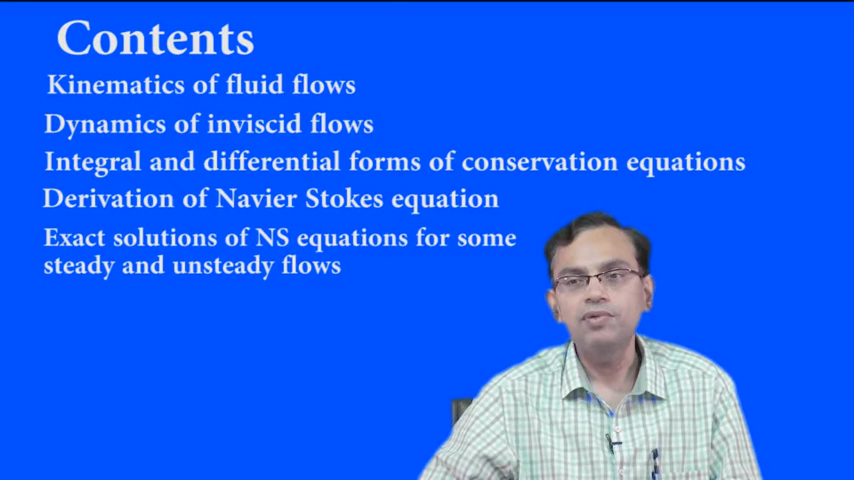 Contents
Kinematics of fluid flows
Dynamics of inviscid flows
Integral and differential forms of conservation equations
Derivation of Navier Stokes equation
Exact solutions of NS equations for some
steady and unsteady flows